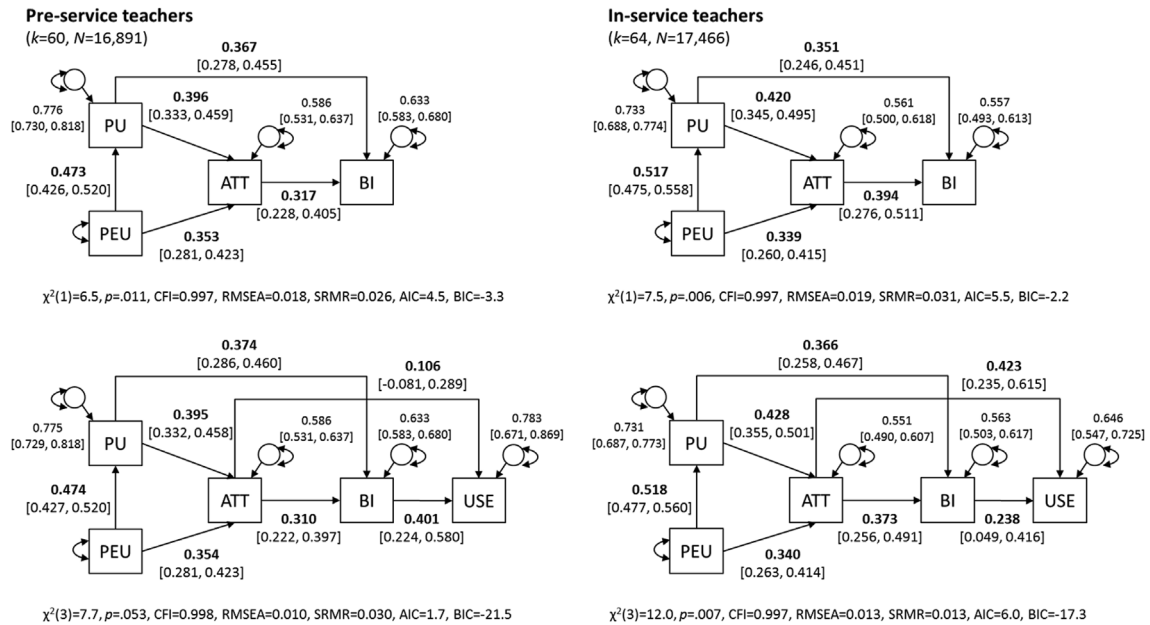 Pre-service teachers
(k=60, N=16,891)
0.367
[0.278, 0.455]
0.776
[0.730, 0.818]
PU
0.396
[0.333, 0.459]
0.586
[0.531, 0.637]
0.633
[0.583, 0.680]
ATT
BI
0.473
[0.426, 0.520]
0.317
[0.228, 0.405]
PEU
0.353
[0.281, 0.423]
χ²(1)=6.5, p=.011, CFI=0.997, RMSEA=0.018, SRMR=0.026, AIC=4.5, BIC=-3.3
In-service teachers
(k=64, N=17,466)
0.351
[0.246, 0.451]
0.733
[0.688, 0.774]
PU
0.420
[0.345, 0.495]
0.561
[0.500, 0.618]
0.557
[0.493, 0.613]
ATT
BI
0.517
[0.475, 0.558]
0.394
[0.276, 0.511]
PEU
0.339
[0.260, 0.415]
χ²(1)=7.5, p=.006, CFI=0.997, RMSEA=0.019, SRMR=0.031, AIC=5.5, BIC=-2.2
0.374
[0.286, 0.460]
0.106
[-0.081, 0.289]
0.775
[0.729, 0.818]
PU
0.395
[0.332, 0.458]
0.586
[0.531, 0.637]
0.633
[0.583, 0.680]
0.783
[0.671, 0.869]
ATT
BI
USE
0.474
[0.427, 0.520]
0.310
[0.222, 0.397]
0.401
[0.224, 0.580]
PEU
0.354
[0.281, 0.423]
χ²(3)=7.7, p=.053, CFI=0.998, RMSEA=0.010, SRMR=0.030, AIC=1.7, BIC=-21.5
0.366
[0.258, 0.467]
0.423
[0.235, 0.615]
0.731
[0.687, 0.773]
PU
0.428
[0.355, 0.501]
0.551
[0.490, 0.607]
0.563
[0.503, 0.617]
0.646
[0.547, 0.725]
ATT
BI
USE
0.518
[0.477, 0.560]
0.373
[0.256, 0.491]
0.238
[0.049, 0.416]
PEU
0.340
[0.263, 0.414]
χ²(3)=12.0, p=.007, CFI=0.997, RMSEA=0.013, SRMR=0.013, AIC=6.0, BIC=-17.3